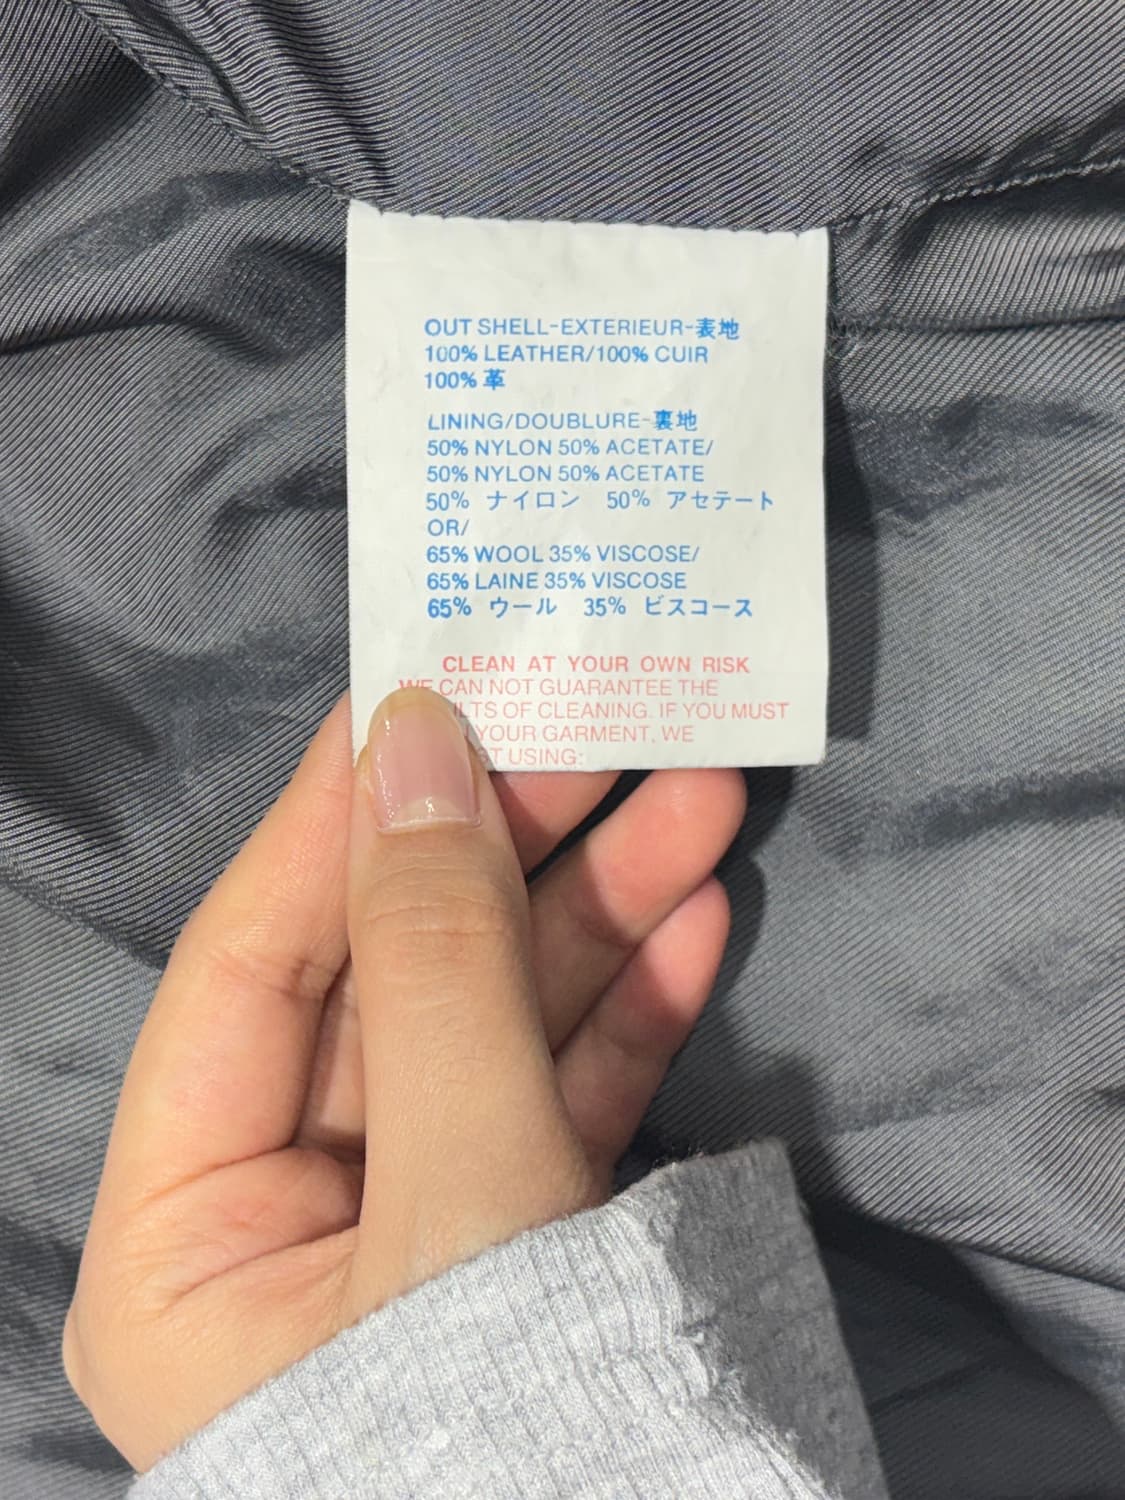 OUT SHELL-EXTERIEUR-表地
100% LEATHER/100% CUIR
100% 革
LINING/DOUBLURE-裏地
50% NYLON 50% ACETATE/
50% NYLON 50% ACETATE
50% ナイロン 50% アセテート
OR/
65% WOOL 35% VISCOSE/
65% LAINE 35% VISCOSE
65% ウール 35% ビスコース
CLEAN AT YOUR OWN RISK
WE CAN NOT GUARANTEE THE
OF CLEANING. IF YOU MUST
YOUR GARMENT, WE
USING: